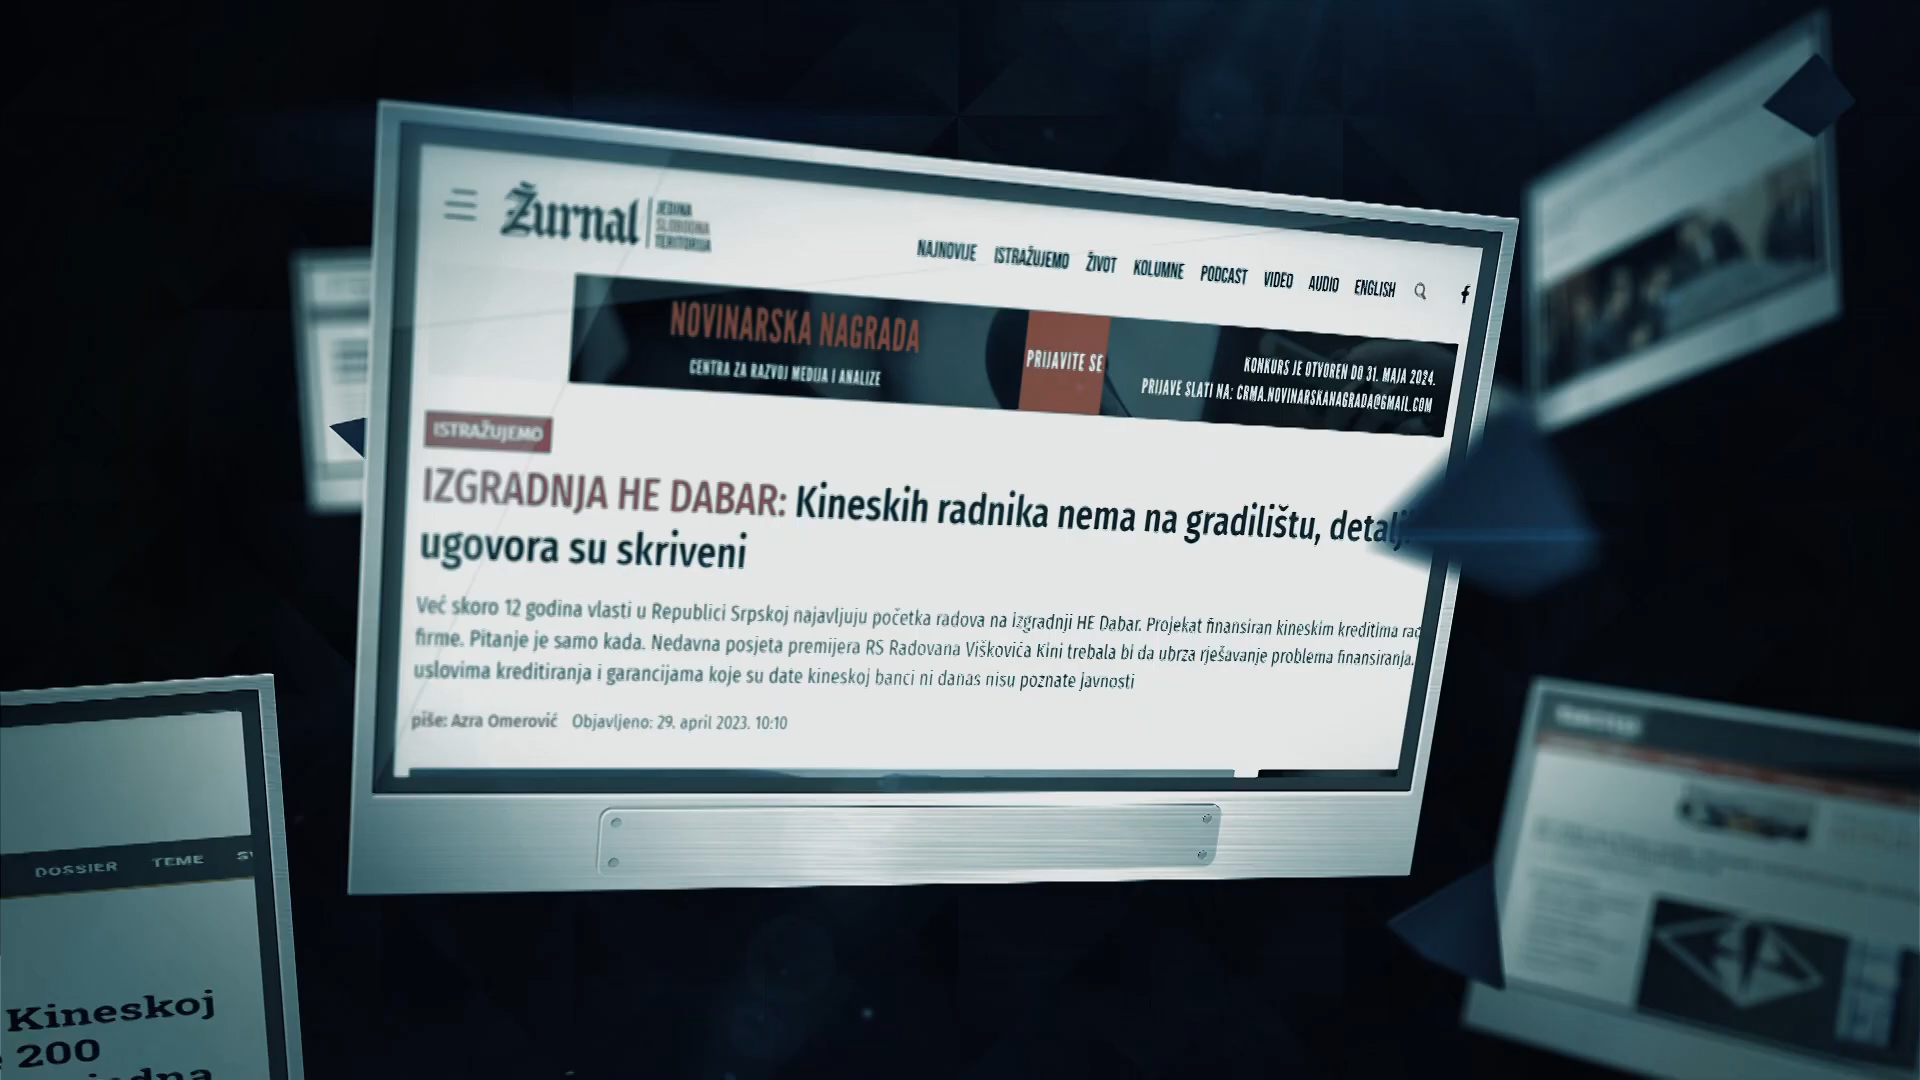 Žurnal
JEDINA
SLOBODNA
TERITORIJA
NAJNOVIJE ISTRAŽUJEMO ŽIVOT KOLUMNE PODCAST VIDEO AUDIO ENGLISH
NOVINARSKA NAGRADA
CENTRA ZA RAZVOJ MEDIJA I ANALIZE
PRIJAVITE SE
KONKURS JE OTVOREN DO 31. MAJA 2024.
PRIJAVE SLATI NA: CRMA.NOVINARSKANAGRADA@GMAIL.COM
ISTRAŽUJEMO
IZGRADNJA HE DABAR: Kineskih radnika nema na gradilištu, detalji
ugovora su skriveni
Već skoro 12 godina vlasti u Republici Srpskoj najavljuju početka radova na izgradnji HE Dabar. Projekat finansiran kineskim kreditima rad
firme. Pitanje je samo kada. Nedavna posjeta premijera RS Radovana Viškovića Kini trebala bi da ubrza rješavanje problema finansiranja.
uslovima kreditiranja i garancijama koje su date kineskoj banci ni danas nisu poznate javnosti
piše: Azra Omerović Objavljeno: 29. april 2023. 10:10
DOSSIER TEME
Kineskoj
200